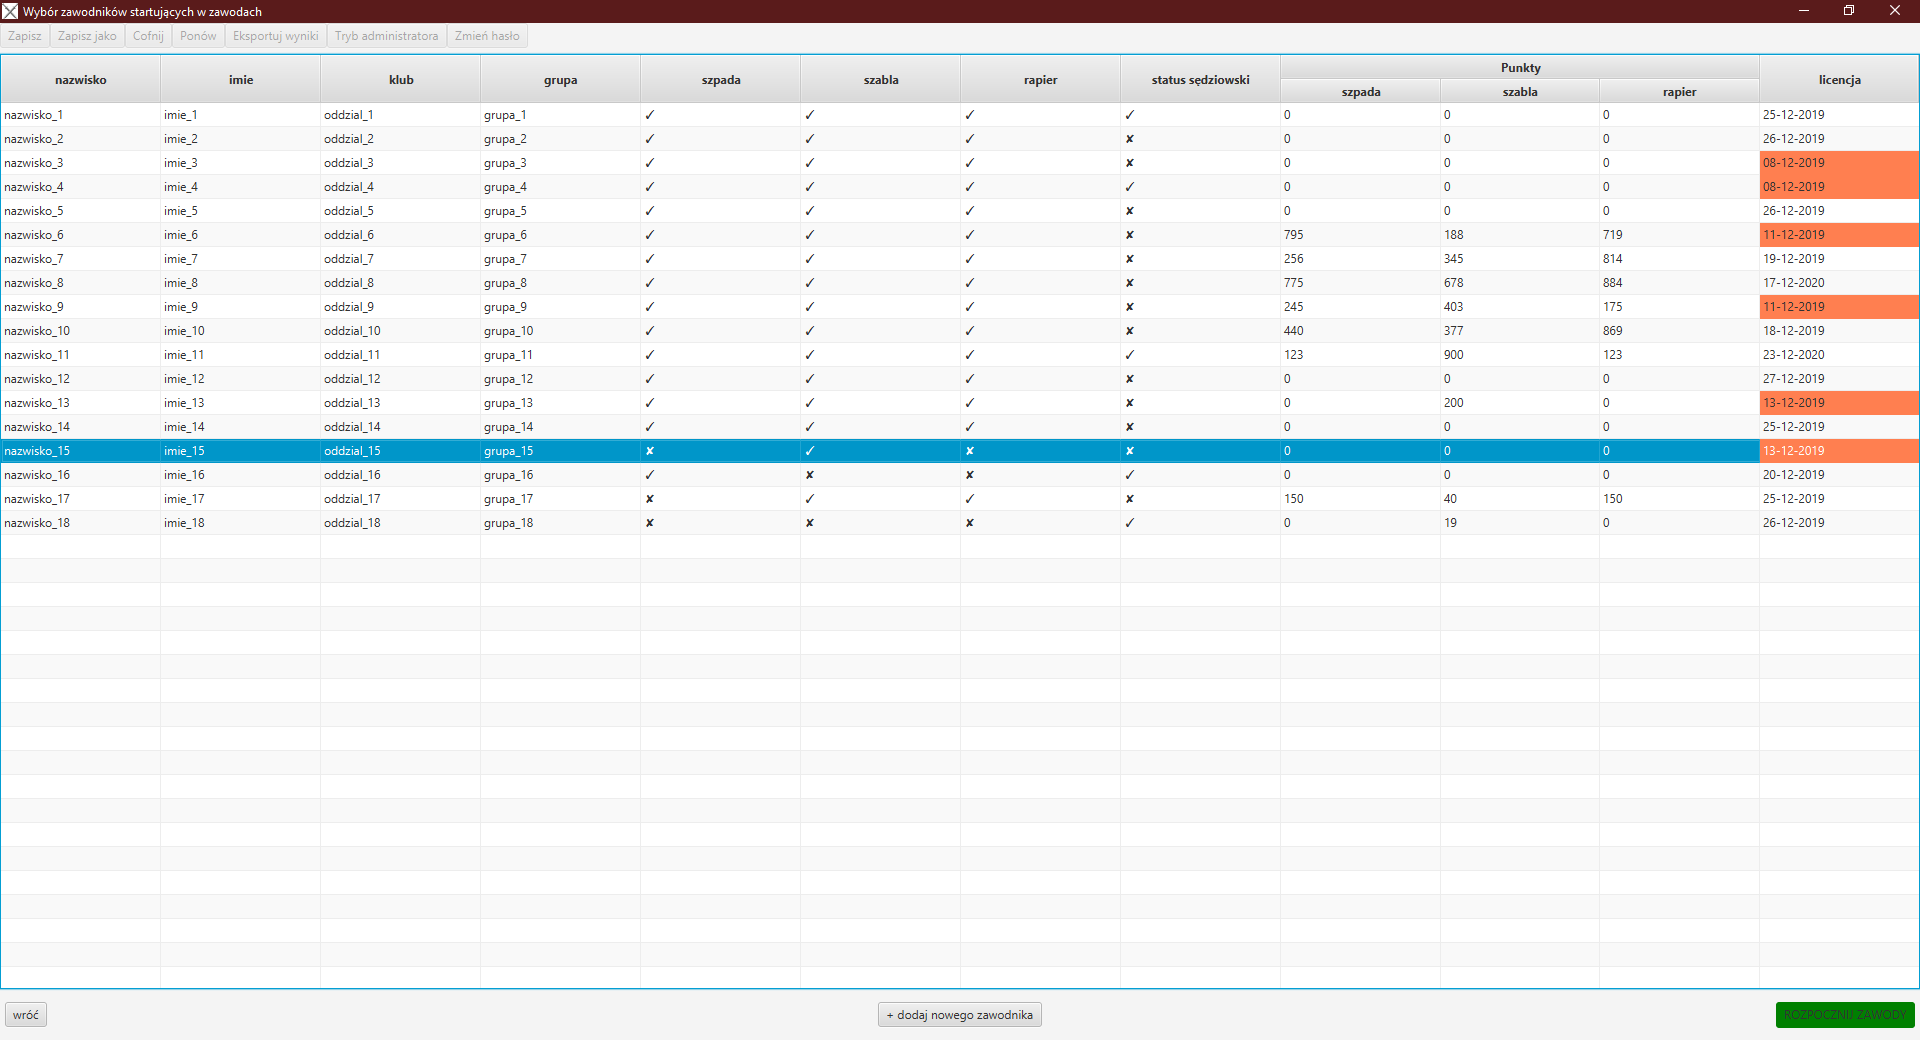 Wybór zawodników startujących w zawodach
Zapisz Zapisz jako Cofnij Ponów Eksportuj wyniki Tryb administratora Zmień hasło
nazwisko imie klub grupa szpada szabla rapier status sędziowski Punkty licencja
szpada szabla rapier
nazwisko_1 imie_1 oddzial_1 grupa_1 ✓ ✓ ✓ ✓ 0 0 0 25-12-2019
nazwisko_2 imie_2 oddzial_2 grupa_2 ✓ ✓ ✓ ✘ 0 0 0 26-12-2019
nazwisko_3 imie_3 oddzial_3 grupa_3 ✓ ✓ ✓ ✘ 0 0 0 08-12-2019
nazwisko_4 imie_4 oddzial_4 grupa_4 ✓ ✓ ✓ ✓ 0 0 0 08-12-2019
nazwisko_5 imie_5 oddzial_5 grupa_5 ✓ ✓ ✓ ✘ 0 0 0 26-12-2019
nazwisko_6 imie_6 oddzial_6 grupa_6 ✓ ✓ ✓ ✘ 795 188 719 11-12-2019
nazwisko_7 imie_7 oddzial_7 grupa_7 ✓ ✓ ✓ ✘ 256 345 814 19-12-2019
nazwisko_8 imie_8 oddzial_8 grupa_8 ✓ ✓ ✓ ✘ 775 678 884 17-12-2020
nazwisko_9 imie_9 oddzial_9 grupa_9 ✓ ✓ ✓ ✘ 245 403 175 11-12-2019
nazwisko_10 imie_10 oddzial_10 grupa_10 ✓ ✓ ✓ ✘ 440 377 869 18-12-2019
nazwisko_11 imie_11 oddzial_11 grupa_11 ✓ ✓ ✓ ✓ 123 900 123 23-12-2020
nazwisko_12 imie_12 oddzial_12 grupa_12 ✓ ✓ ✓ ✘ 0 0 0 27-12-2019
nazwisko_13 imie_13 oddzial_13 grupa_13 ✓ ✓ ✓ ✘ 0 200 0 13-12-2019
nazwisko_14 imie_14 oddzial_14 grupa_14 ✓ ✓ ✓ ✘ 0 0 0 25-12-2019
nazwisko_15 imie_15 oddzial_15 grupa_15 ✘ ✓ ✘ ✘ 0 0 0 13-12-2019
nazwisko_16 imie_16 oddzial_16 grupa_16 ✓ ✘ ✘ ✓ 0 0 0 20-12-2019
nazwisko_17 imie_17 oddzial_17 grupa_17 ✘ ✓ ✓ ✘ 150 40 150 25-12-2019
nazwisko_18 imie_18 oddzial_18 grupa_18 ✘ ✘ ✘ ✓ 0 19 0 26-12-2019
wróć + dodaj nowego zawodnika ROZPOCZNIJ ZAWODY